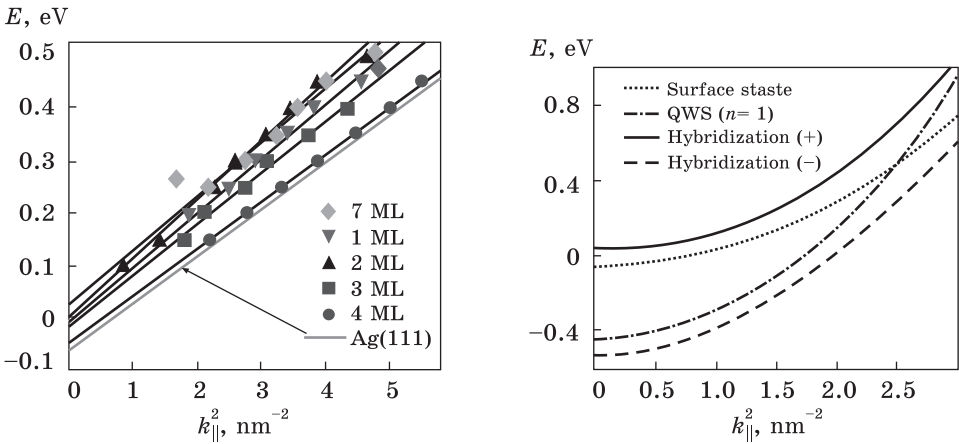 E, eV
0.5
0.4
0.3
0.2
0.1
0
−0.1
7 ML
1 ML
2 ML
3 ML
4 ML
Ag(111)
0 1 2 3 4 5
k²∥, nm⁻²
E, eV
0.8
0.4
0
−0.4
Surface staste
QWS (n= 1)
Hybridization (+)
Hybridization (−)
0 0.5 1.0 1.5 2.0 2.5
k²∥, nm⁻²